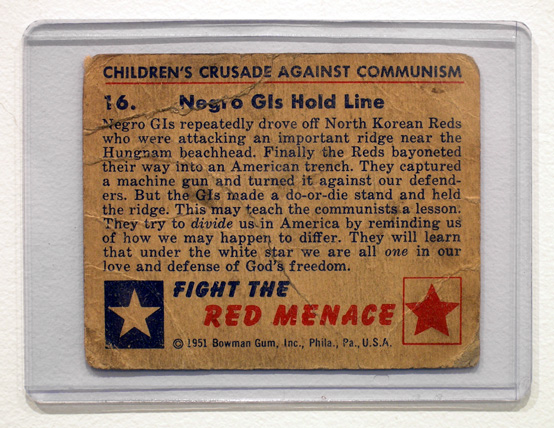 CHILDREN'S CRUSADE AGAINST COMMUNISM
16. Negro GIs Hold Line
Negro GIs repeatedly drove off North Korean Reds
who were attacking an important ridge near the
Hungnam beachhead. Finally the Reds bayoneted
their way into an American trench. They captured
a machine gun and turned it against our defend-
ers. But the GIs made a do-or-die stand and held
the ridge. This may teach the communists a lesson.
They try to divide us in America by reminding us
of how we may happen to differ. They will learn
that under the white star we are all one in our
love and defense of God's freedom.
FIGHT THE
RED MENACE
© 1951 Bowman Gum, Inc., Phila., Pa., U.S.A.